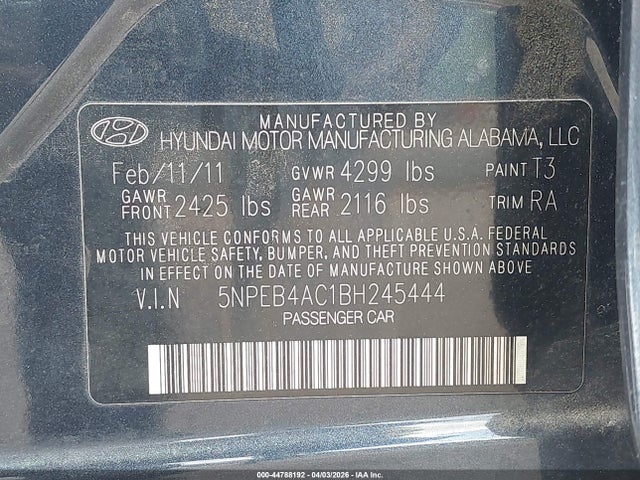 MANUFACTURED BY
HYUNDAI MOTOR MANUFACTURING ALABAMA, LLC
Feb/11/11 GVWR 4299 lbs PAINT T3
GAWR FRONT 2425 lbs GAWR REAR 2116 lbs TRIM RA
THIS VEHICLE CONFORMS TO ALL APPLICABLE U.S.A. FEDERAL
MOTOR VEHICLE SAFETY, BUMPER, AND THEFT PREVENTION STANDARDS
IN EFFECT ON THE DATE OF MANUFACTURE SHOWN ABOVE
V.I.N 5NPEB4AC1BH245444
PASSENGER CAR
000-44788192 - 04/03/2026 - IAA Inc.